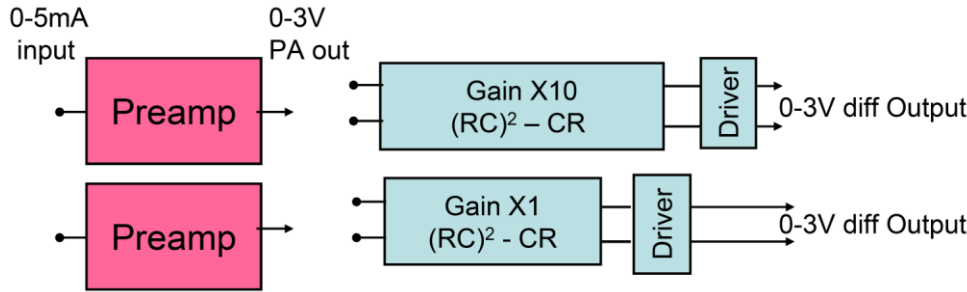 0-5mA
input
0-3V
PA out
Preamp
Gain X10
(RC)² – CR
Driver
0-3V diff Output
Preamp
Gain X1
(RC)² - CR
Driver
0-3V diff Output